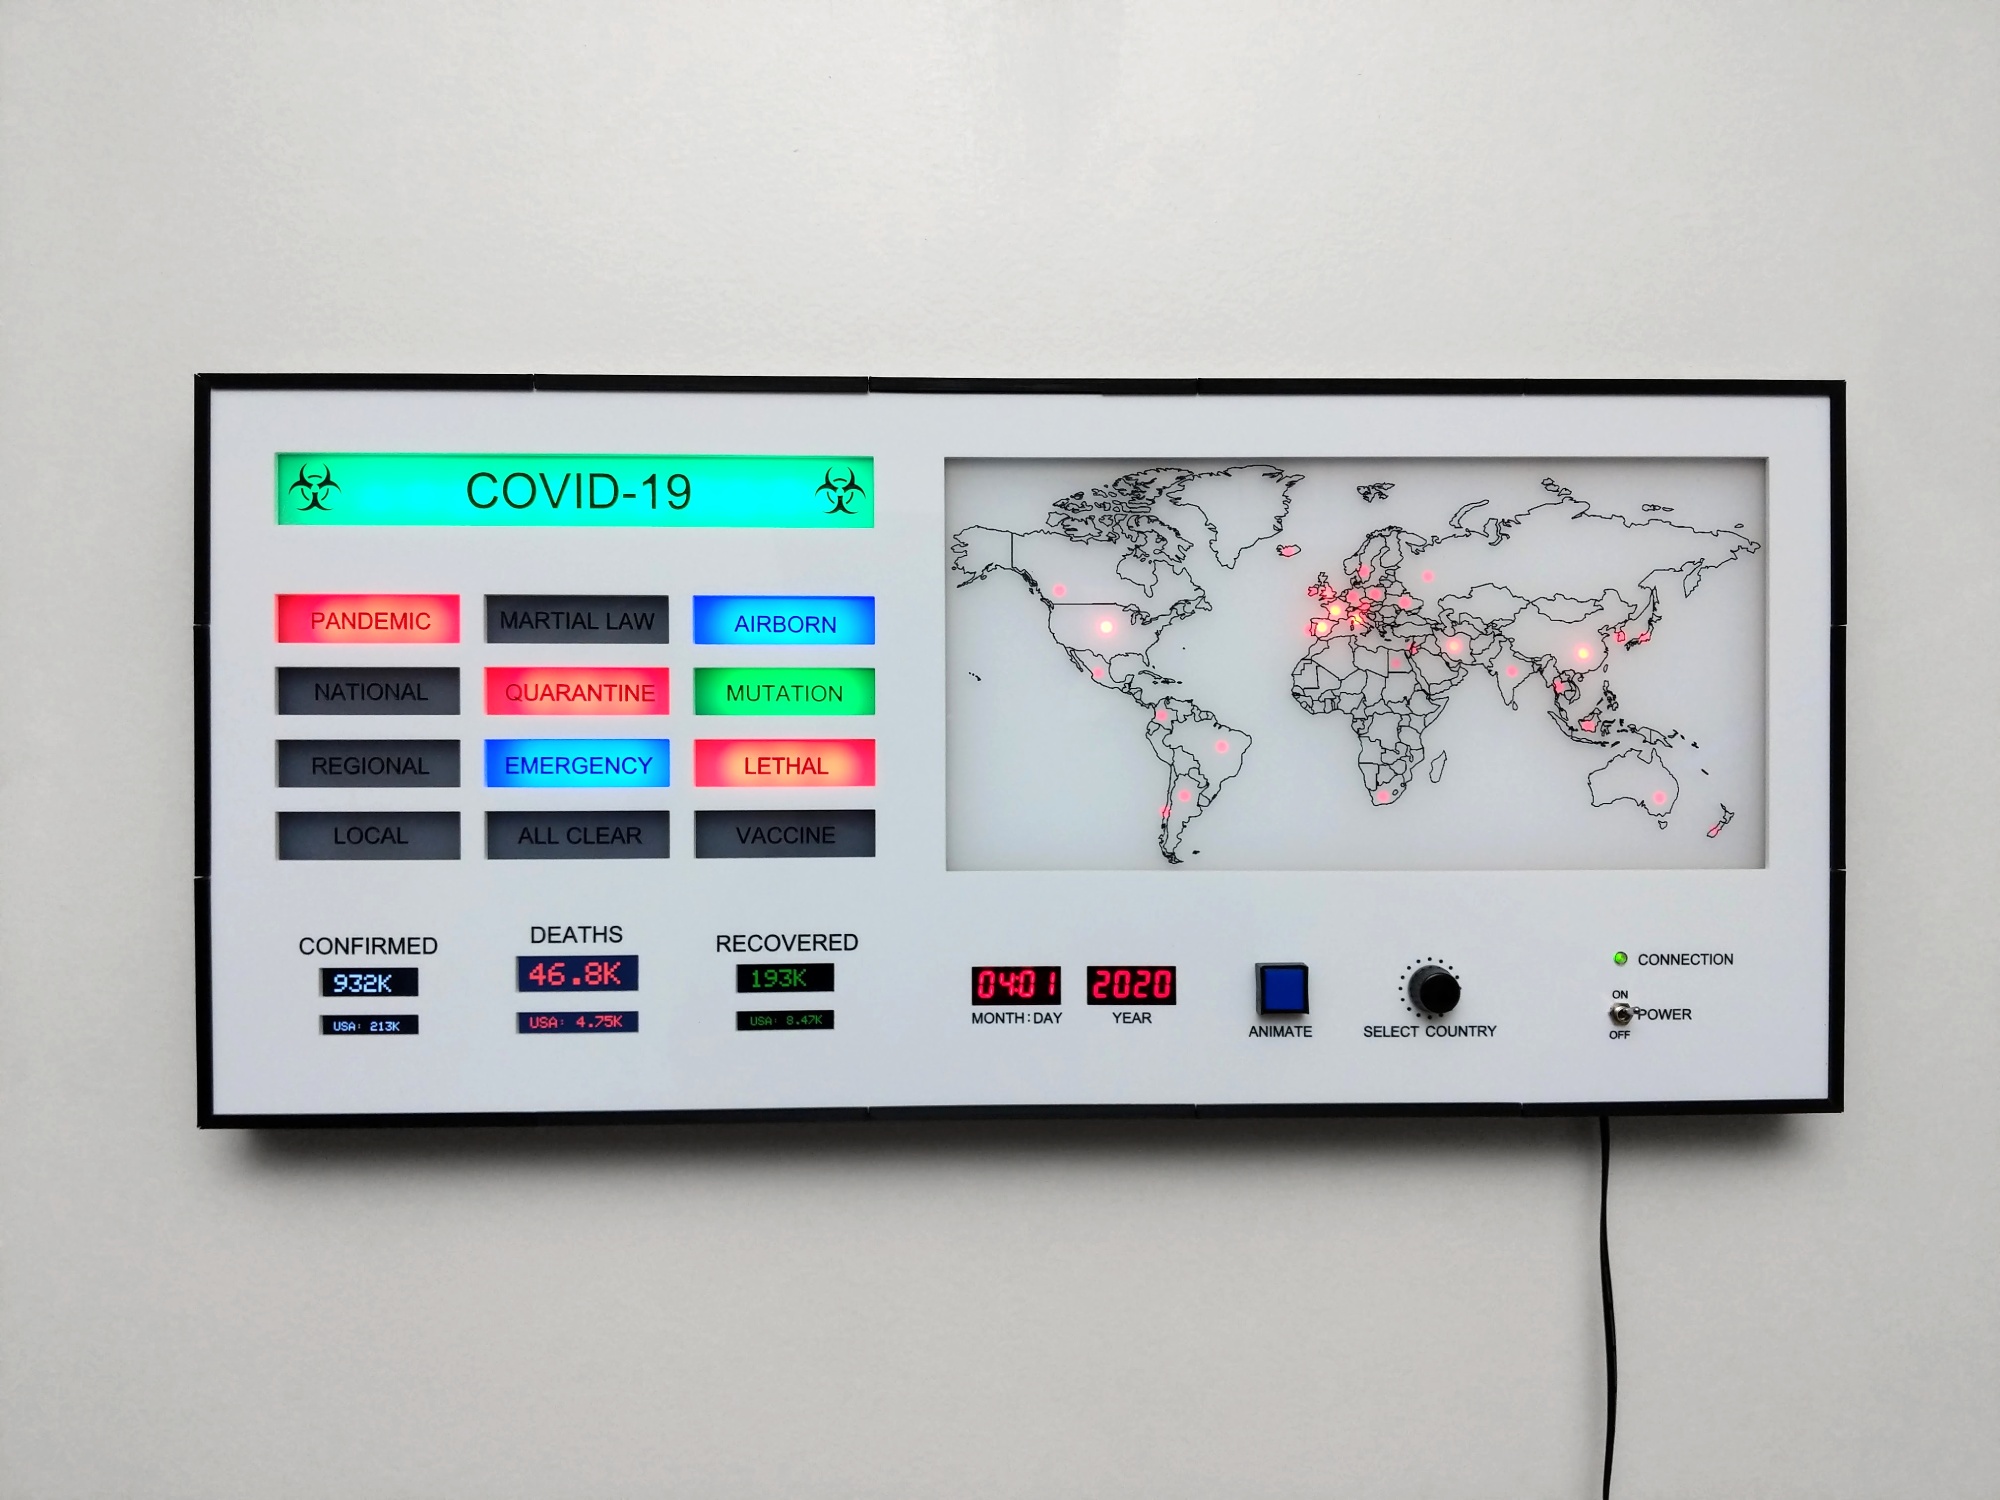 COVID-19
PANDEMIC MARTIAL LAW AIRBORN
NATIONAL QUARANTINE MUTATION
REGIONAL EMERGENCY LETHAL
LOCAL ALL CLEAR VACCINE
CONFIRMED DEATHS RECOVERED
932K 46.8K 193K
USA: 213K USA: 4.75K USA: 8.47K
04:01 2020
MONTH:DAY YEAR
ANIMATE
SELECT COUNTRY
CONNECTION
ON
POWER
OFF